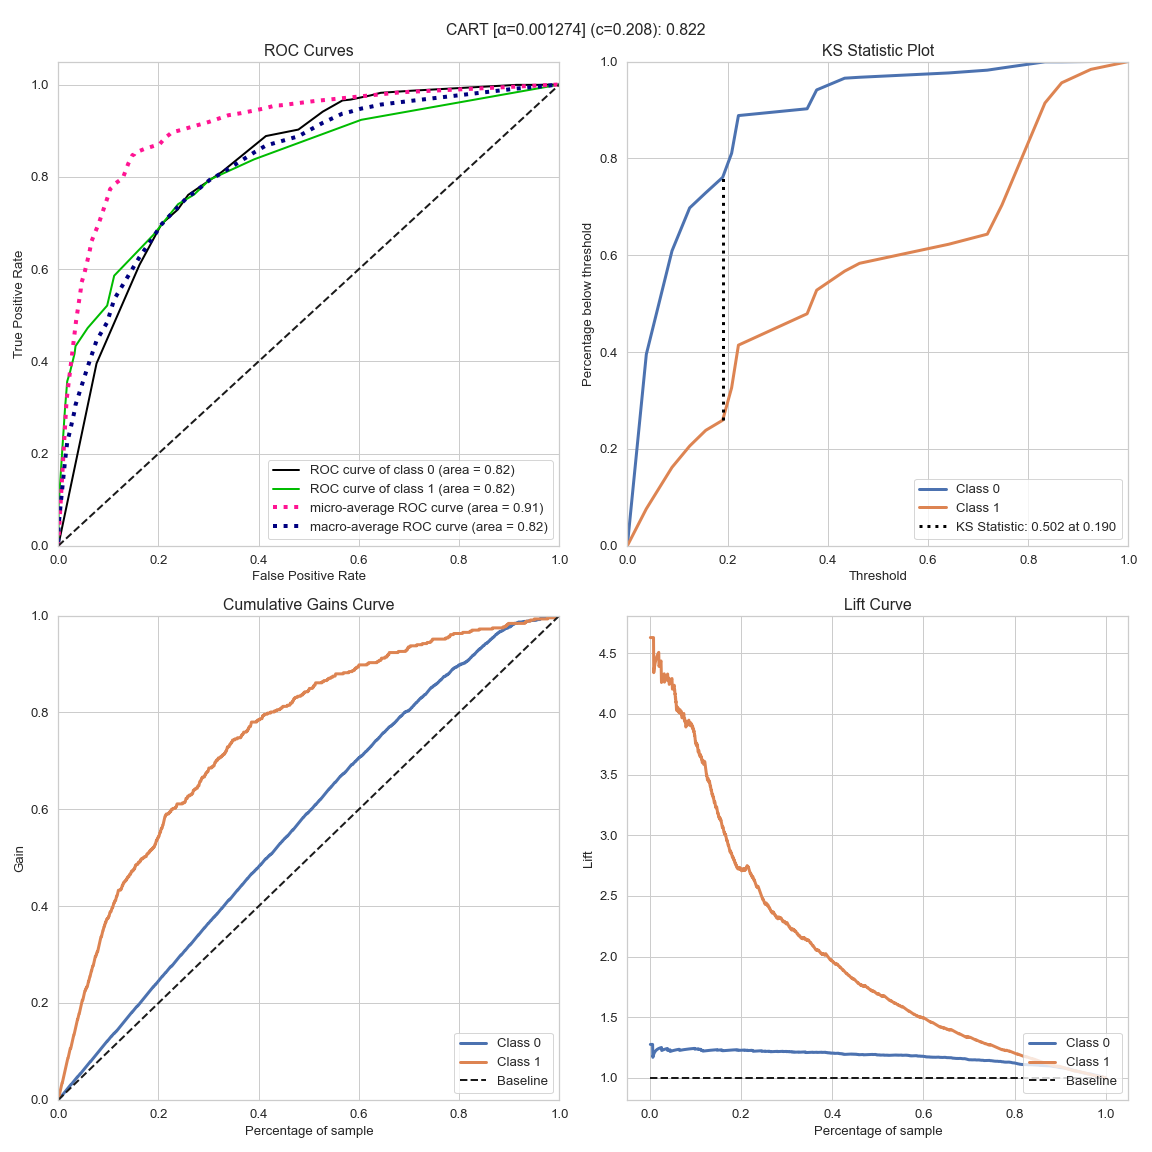 CART [α=0.001274] (c=0.208): 0.822
ROC Curves
1.0
0.8
0.6
0.4
0.2
0.0
True Positive Rate
ROC curve of class 0 (area = 0.82)
ROC curve of class 1 (area = 0.82)
micro-average ROC curve (area = 0.91)
macro-average ROC curve (area = 0.82)
0.0 0.2 0.4 0.6 0.8 1.0
False Positive Rate
KS Statistic Plot
1.0
0.8
0.6
0.4
0.2
0.0
Percentage below threshold
Class 0
Class 1
KS Statistic: 0.502 at 0.190
0.0 0.2 0.4 0.6 0.8 1.0
Threshold
Cumulative Gains Curve
1.0
0.8
0.6
0.4
0.2
0.0
Gain
Class 0
Class 1
Baseline
0.0 0.2 0.4 0.6 0.8 1.0
Percentage of sample
Lift Curve
4.5
4.0
3.5
3.0
2.5
2.0
1.5
1.0
Lift
Class 0
Class 1
Baseline
0.0 0.2 0.4 0.6 0.8 1.0
Percentage of sample